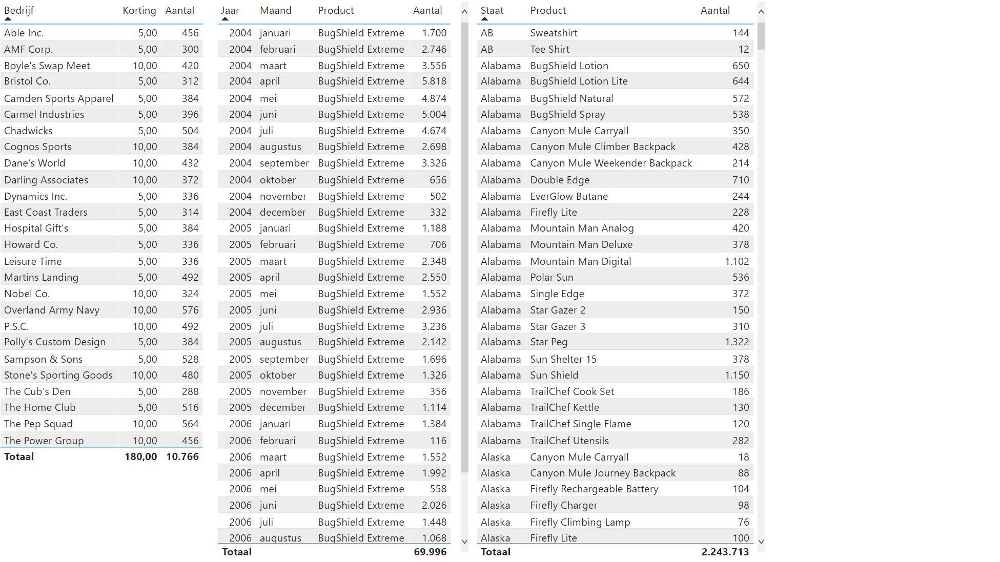 Bedrijf Korting Aantal
Able Inc. 5,00 456
AMF Corp. 5,00 300
Boyle's Swap Meet 10,00 420
Bristol Co. 5,00 312
Camden Sports Apparel 5,00 384
Carmel Industries 5,00 396
Chadwicks 5,00 504
Cognos Sports 10,00 384
Dane's World 10,00 432
Darling Associates 10,00 372
Dynamics Inc. 5,00 336
East Coast Traders 5,00 314
Hospital Gift's 5,00 384
Howard Co. 5,00 336
Leisure Time 5,00 336
Martins Landing 5,00 492
Nobel Co. 10,00 324
Overland Army Navy 10,00 576
P.S.C. 10,00 492
Polly's Custom Design 5,00 384
Sampson & Sons 5,00 528
Stone's Sporting Goods 10,00 480
The Cub's Den 5,00 288
The Home Club 5,00 516
The Pep Squad 10,00 564
The Power Group 10,00 456
Totaal 180,00 10.766
Jaar Maand Product Aantal
2004 januari BugShield Extreme 1.700
2004 februari BugShield Extreme 2.746
2004 maart BugShield Extreme 3.556
2004 april BugShield Extreme 5.818
2004 mei BugShield Extreme 4.874
2004 juni BugShield Extreme 5.004
2004 juli BugShield Extreme 4.674
2004 augustus BugShield Extreme 2.698
2004 september BugShield Extreme 3.326
2004 oktober BugShield Extreme 656
2004 november BugShield Extreme 502
2004 december BugShield Extreme 332
2005 januari BugShield Extreme 1.188
2005 februari BugShield Extreme 706
2005 maart BugShield Extreme 2.348
2005 april BugShield Extreme 2.550
2005 mei BugShield Extreme 1.552
2005 juni BugShield Extreme 2.936
2005 juli BugShield Extreme 3.236
2005 augustus BugShield Extreme 2.142
2005 september BugShield Extreme 1.696
2005 oktober BugShield Extreme 1.326
2005 november BugShield Extreme 356
2005 december BugShield Extreme 1.114
2006 januari BugShield Extreme 1.384
2006 februari BugShield Extreme 116
2006 maart BugShield Extreme 1.552
2006 april BugShield Extreme 1.992
2006 mei BugShield Extreme 558
2006 juni BugShield Extreme 2.026
2006 juli BugShield Extreme 1.448
2006 augustus BugShield Extreme 1.068
Totaal 69.996
Staat Product Aantal
AB Sweatshirt 144
AB Tee Shirt 12
Alabama BugShield Lotion 650
Alabama BugShield Lotion Lite 644
Alabama BugShield Natural 572
Alabama BugShield Spray 538
Alabama Canyon Mule Carryall 350
Alabama Canyon Mule Climber Backpack 428
Alabama Canyon Mule Weekender Backpack 214
Alabama Double Edge 710
Alabama EverGlow Butane 244
Alabama Firefly Lite 228
Alabama Mountain Man Analog 420
Alabama Mountain Man Deluxe 378
Alabama Mountain Man Digital 1.102
Alabama Polar Sun 536
Alabama Single Edge 372
Alabama Star Gazer 2 150
Alabama Star Gazer 3 310
Alabama Star Peg 1.322
Alabama Sun Shelter 15 378
Alabama Sun Shield 1.150
Alabama TrailChef Cook Set 186
Alabama TrailChef Kettle 130
Alabama TrailChef Single Flame 120
Alabama TrailChef Utensils 282
Alaska Canyon Mule Carryall 18
Alaska Canyon Mule Journey Backpack 88
Alaska Firefly Rechargeable Battery 104
Alaska Firefly Charger 98
Alaska Firefly Climbing Lamp 76
Alaska Firefly Lite 100
Totaal 2.243.713